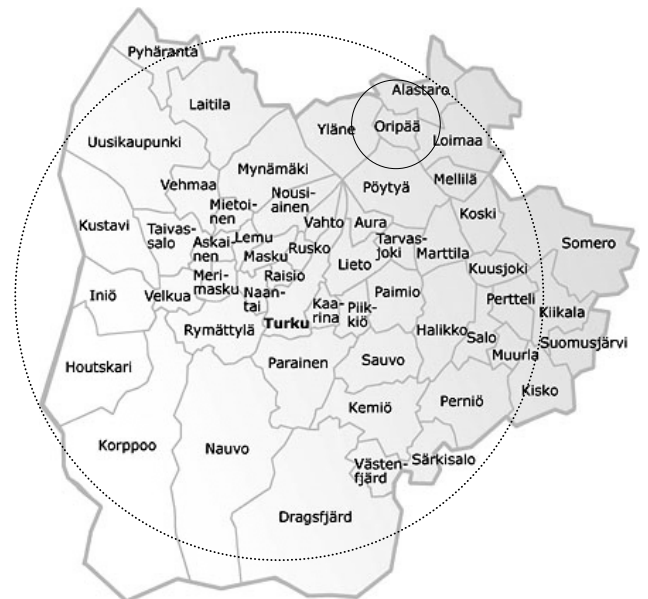 Pyhäranta
Alastaro
Laitila
Yläne
Oripää
Loimaa
Uusikaupunki
Mynämäki
Vehmaa
Mellilä
Nousi-
ainen
Pöytyä
Mietoi-
nen
Koski
Kustavi
Taivas-
salo
Vahto
Aura
Askai-
nen
Lemu
Masku
Rusko
Tarvas-
joki
Marttila
Somero
Lieto
Kuusjoki
Meri-
masku
Raisio
Iniö
Velkua
Naan-
tali
Paimio
Pertteli
Kaa-
rina
Piik-
kiö
Kiikala
Turku
Rymättylä
Halikko
Salo
Suomusjärvi
Muurla
Houtskari
Parainen
Sauvo
Kisko
Kemiö
Perniö
Korppoo
Nauvo
Västen-
fjärd
Särkisalo
Dragsfjärd